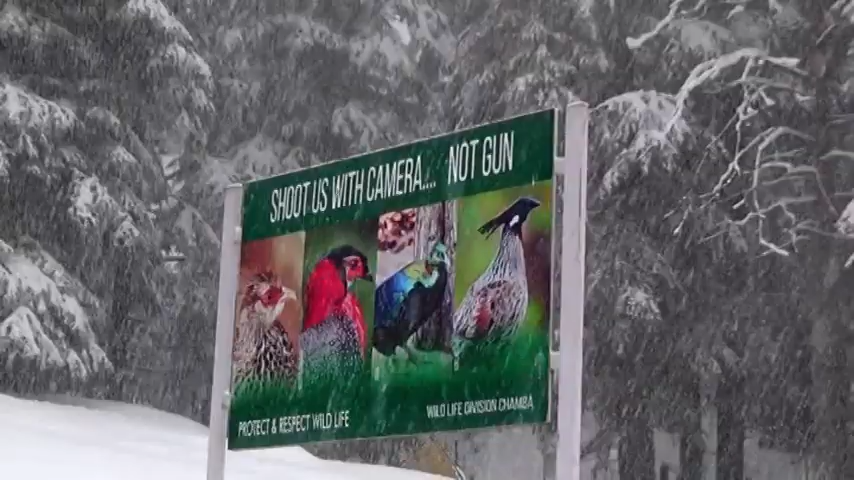 SHOOT US WITH CAMERA.... NOT GUN
PROTECT & RESPECT WILD LIFE
WILD LIFE DIVISION CHAMBA